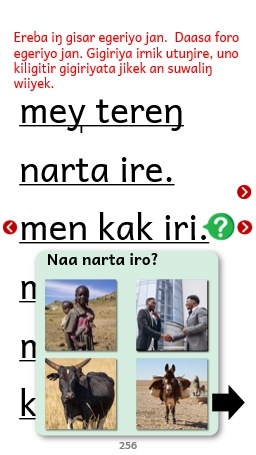 Ereba iŋ gisar egeriyo jan. Daasa foro
egeriyo jan. Gigiriya irnik utuŋire, uno
kiligitir gigiriyata jikek an suwaliŋ
wiiyek.
mey tereŋ
narta ire.
men kak iri.
Naa narta iro?
k
256